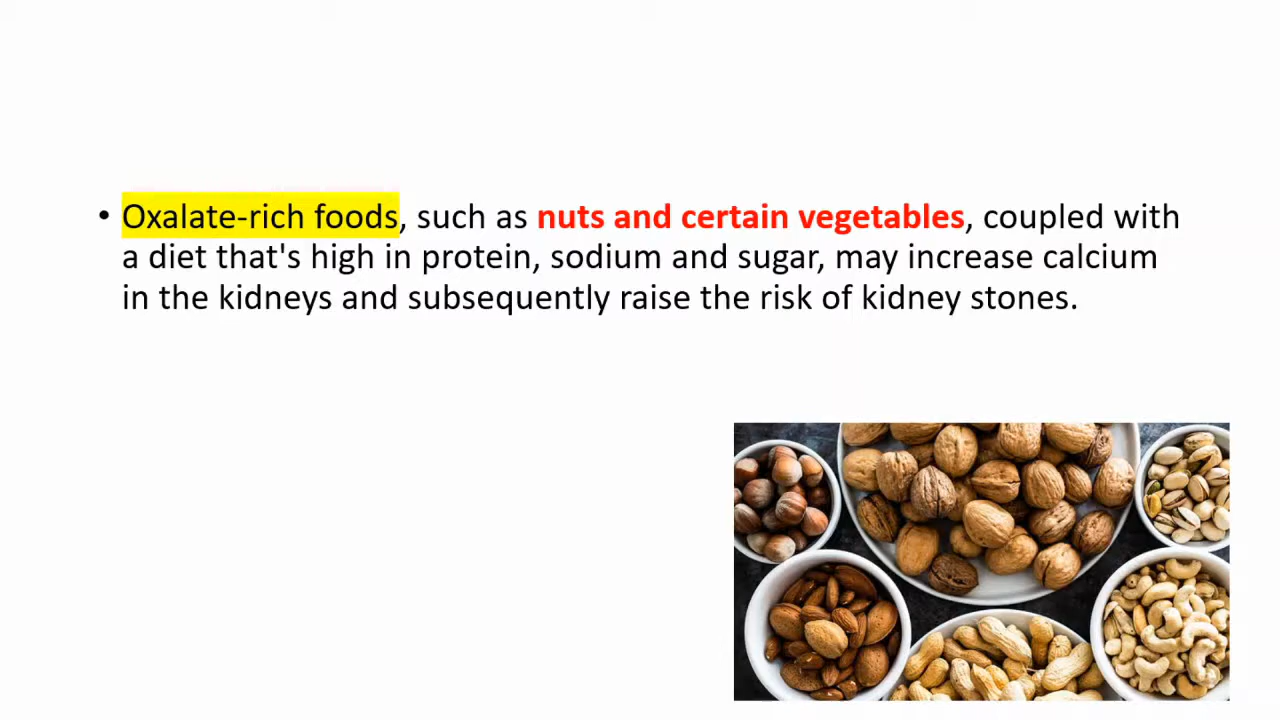 • Oxalate-rich foods, such as nuts and certain vegetables, coupled with
a diet that's high in protein, sodium and sugar, may increase calcium
in the kidneys and subsequently raise the risk of kidney stones.